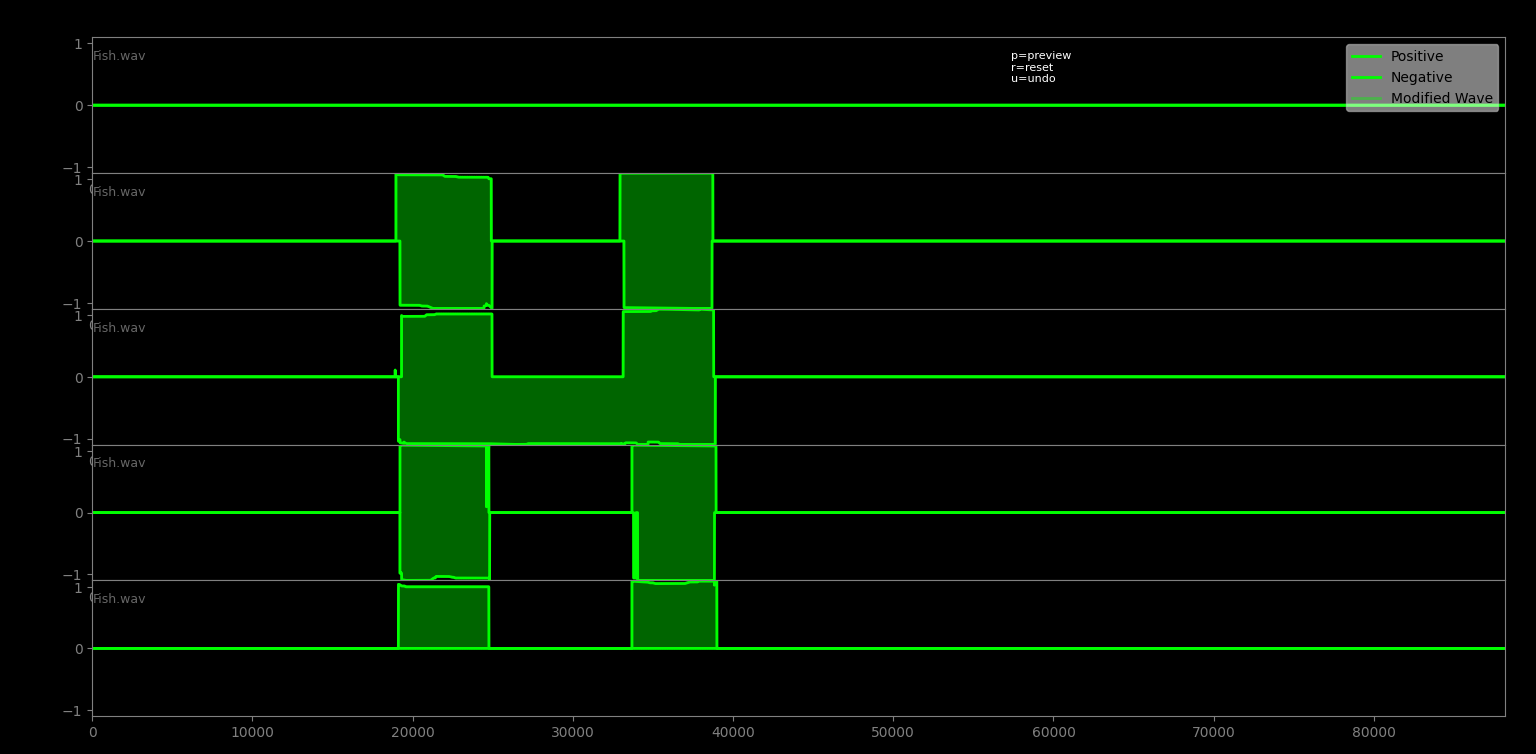 1
Fish.wav
p=preview
r=reset
u=undo
Positive
Negative
Modified Wave
0
−1
1
Fish.wav
0
−1
1
Fish.wav
0
−1
1
Fish.wav
0
−1
1
Fish.wav
0
−1
0 10000 20000 30000 40000 50000 60000 70000 80000
H